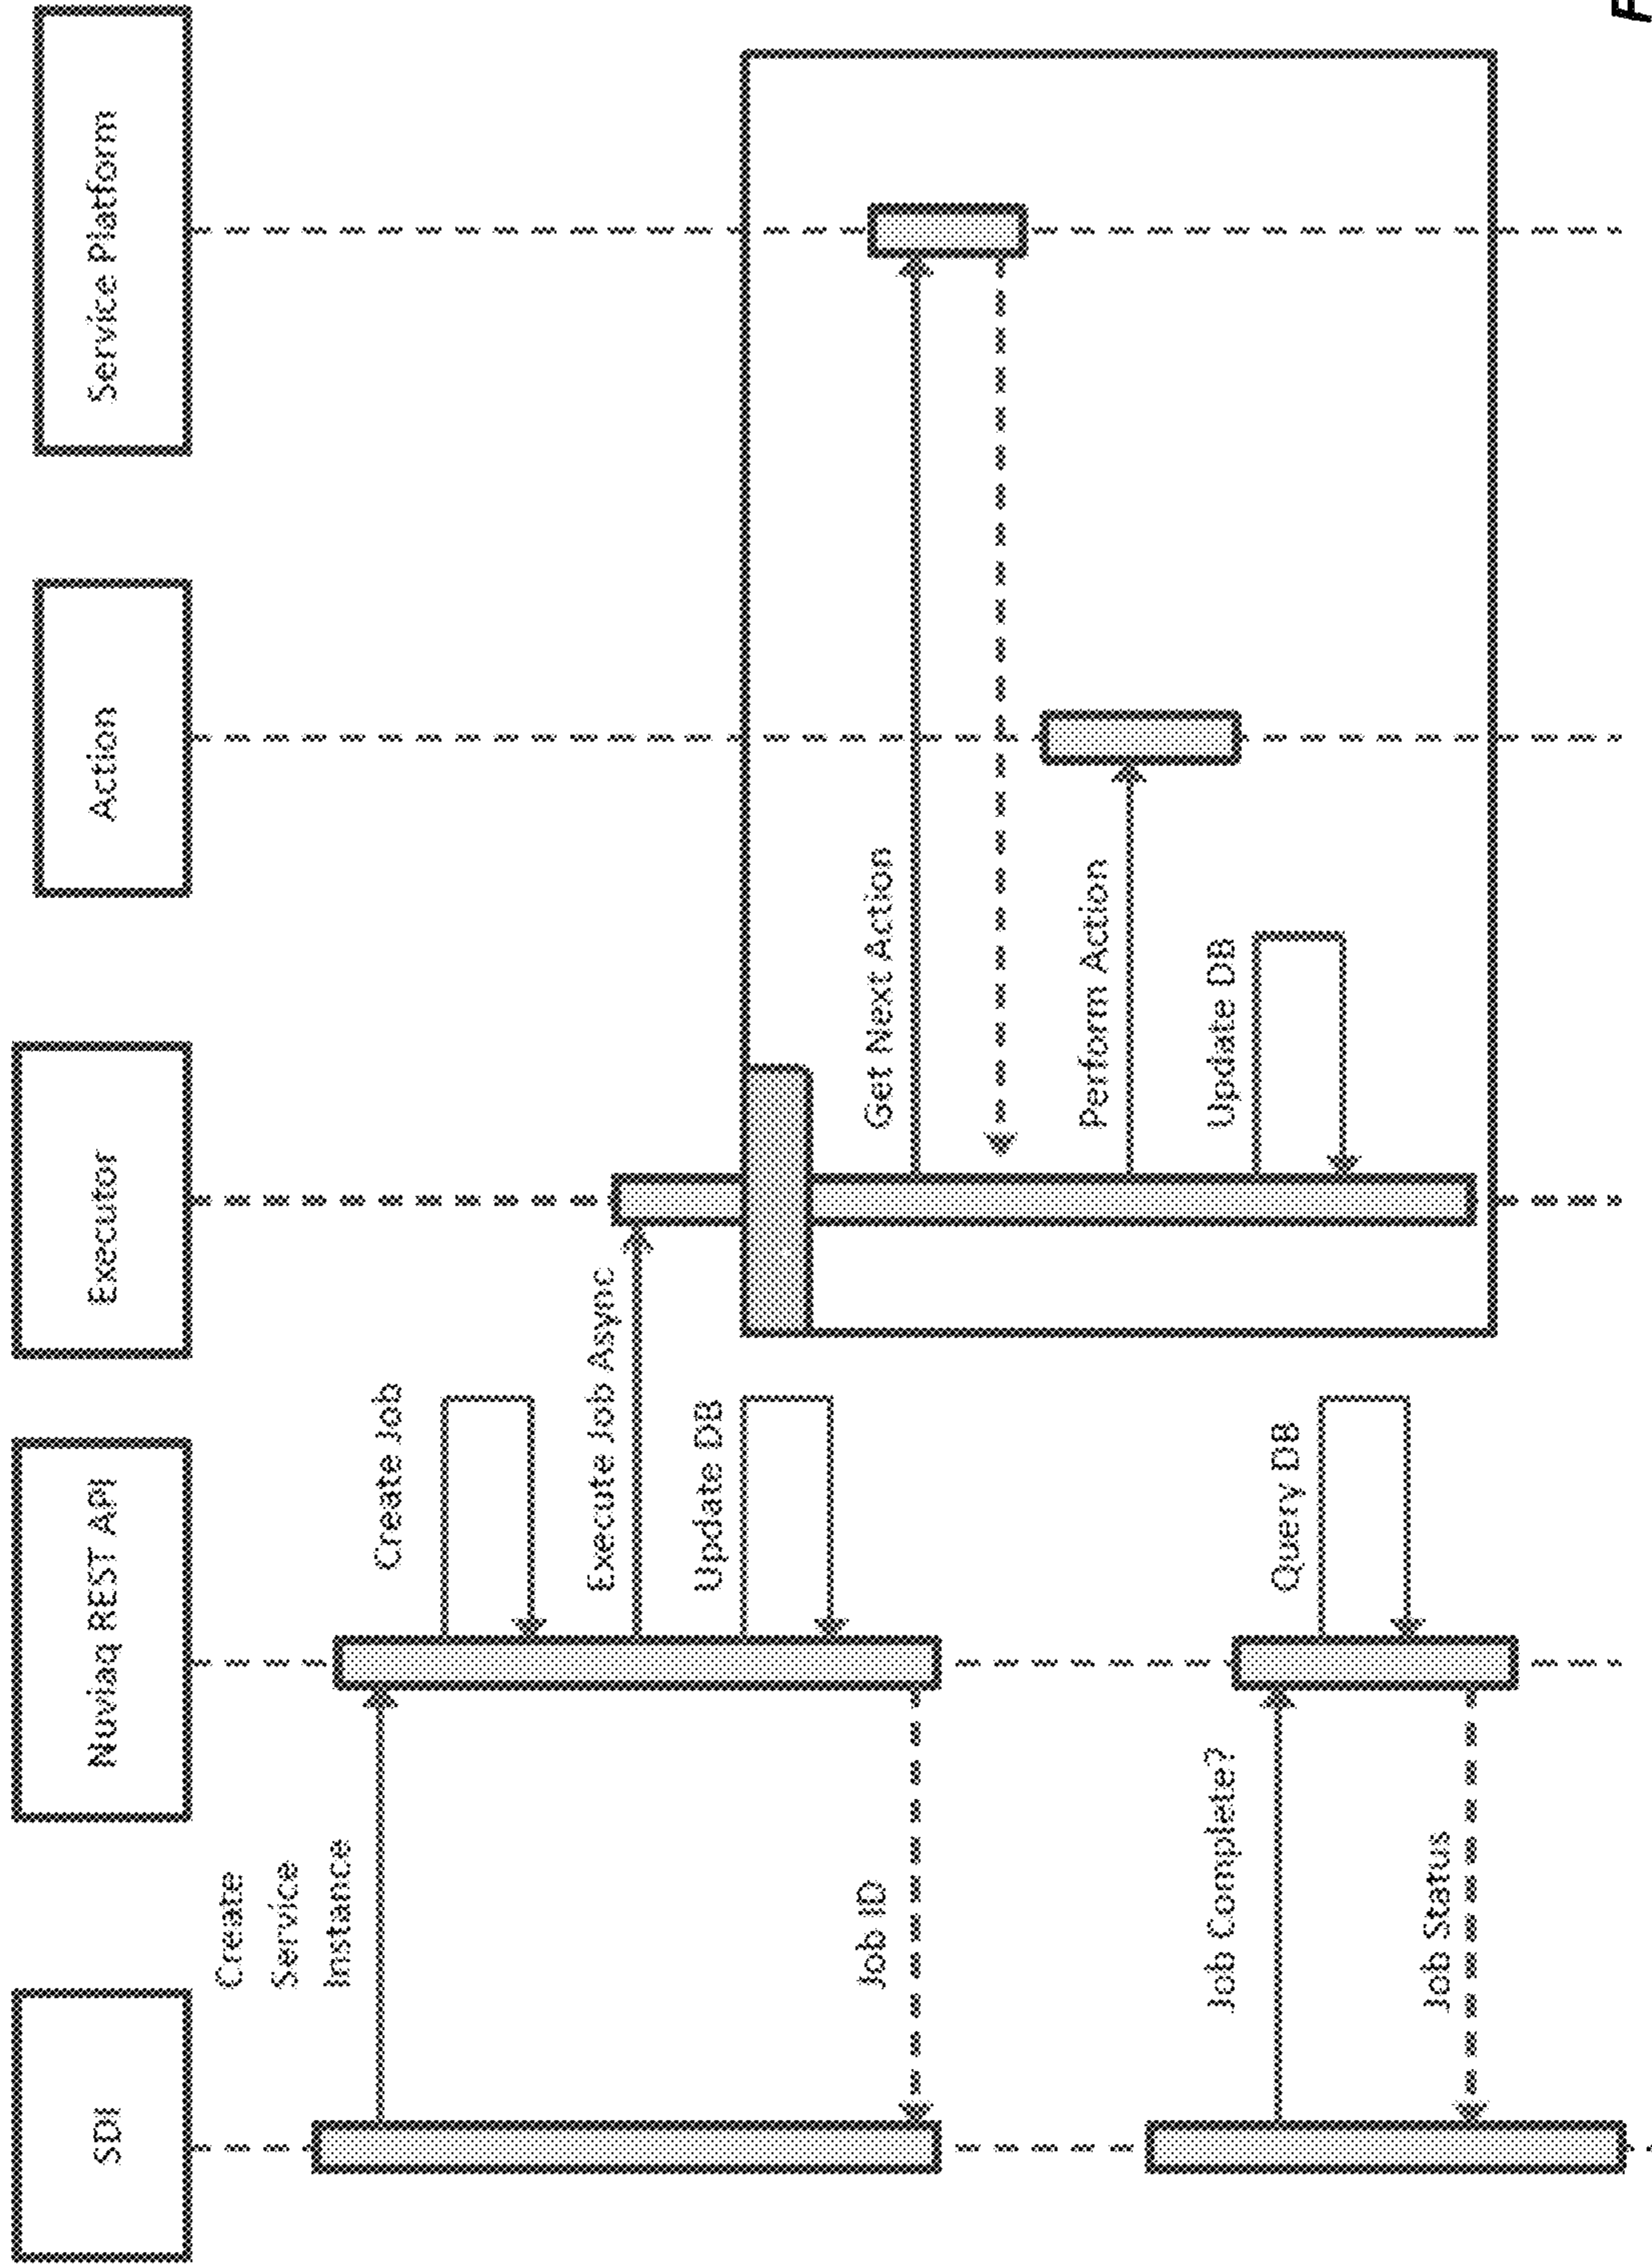 SDI
Nuviaq REST API
Executor
Action
Service Platform
Create
Service
Instance
Create Job
Execute Job Async
Update DB
Job ID
Get Next Action
Perform Action
Update DB
Job Complete?
Query DB
Job Status
F